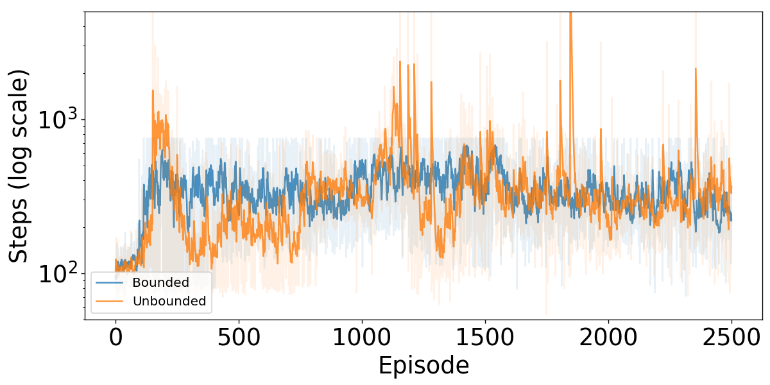 Steps (log scale)
10³
10²
Bounded
Unbounded
0 500 1000 1500 2000 2500
Episode